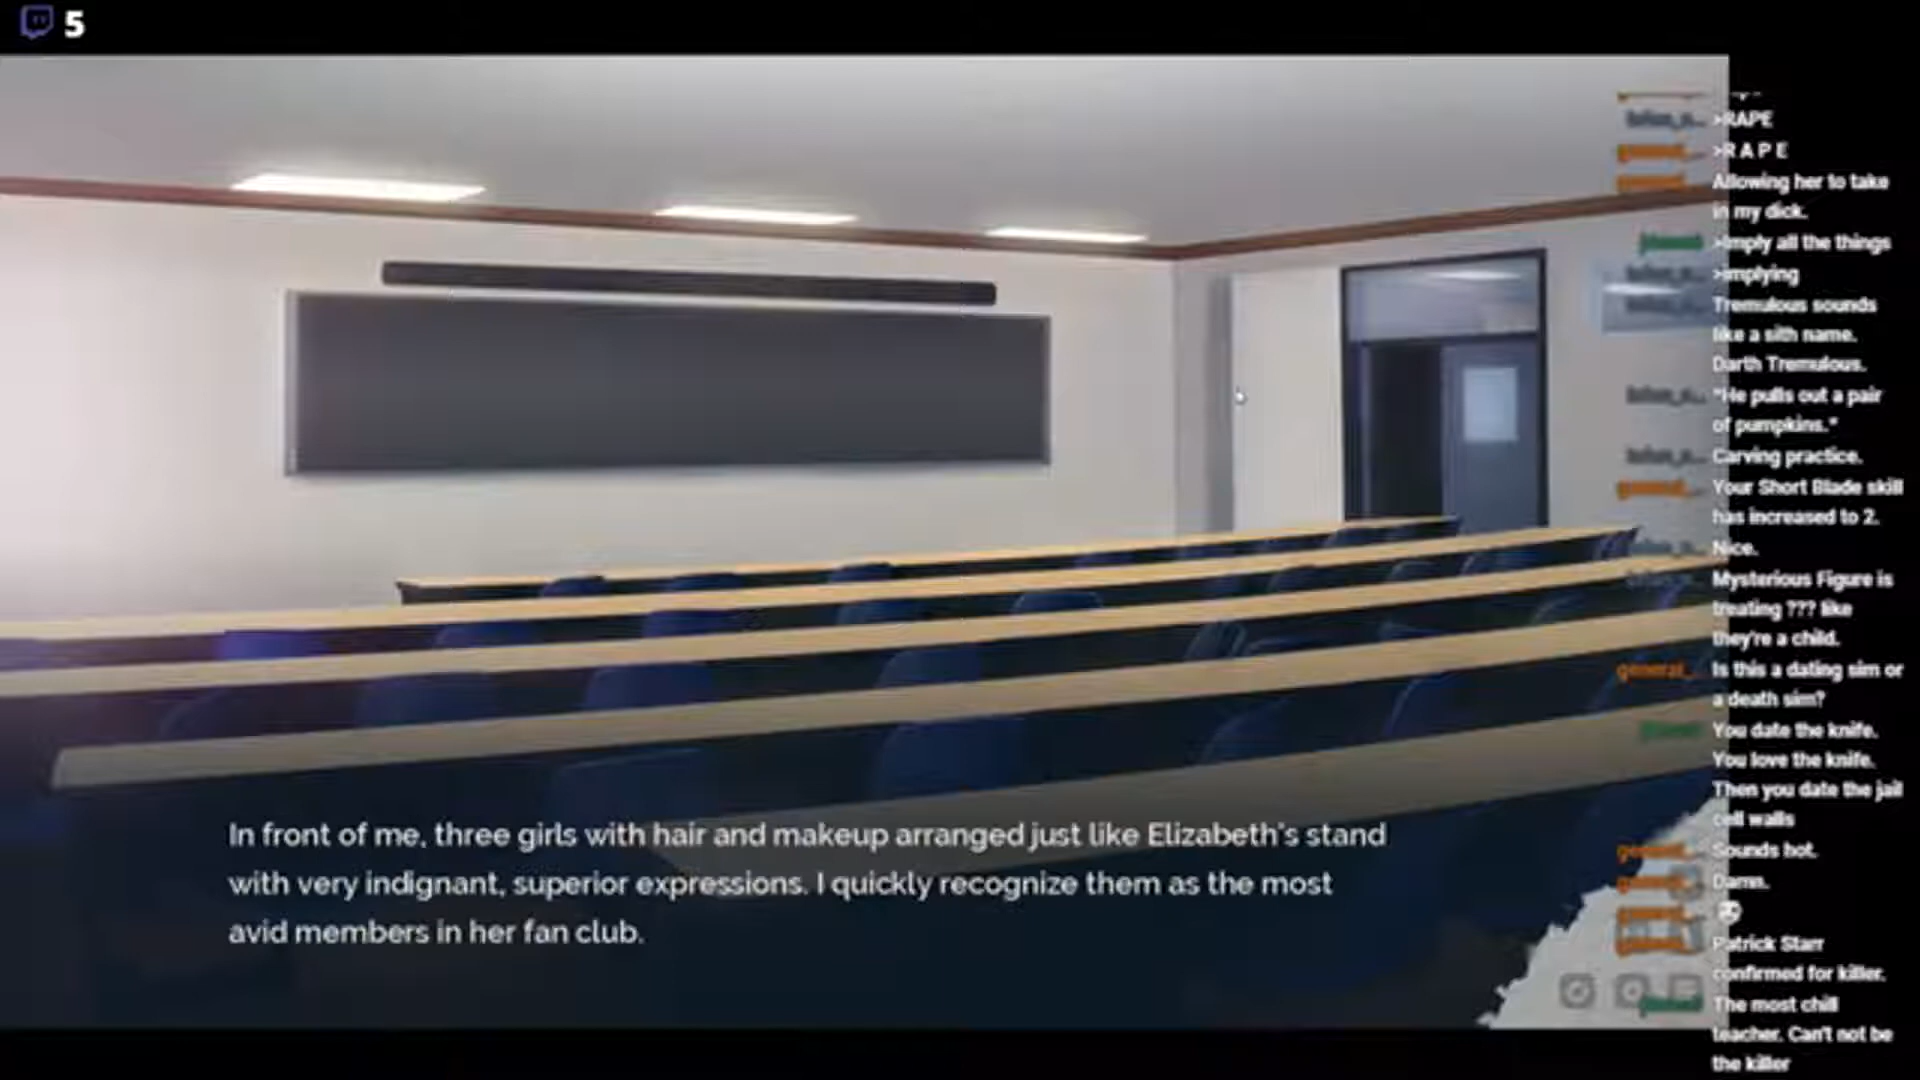 5
>RAPE
>R A P E
Allowing her to take
in my dick.
>Imply all the things
>implying
Tremulous sounds
like a sith name.
Darth Tremulous.
"He pulls out a pair
of pumpkins."
Carving practice.
Your Short Blade skill
has increased to 2.
Nice.
Mysterious Figure is
treating ??? like
they're a child.
general_... Is this a dating sim or
a death sim?
You date the knife.
You love the knife.
Then you date the jail
cell walls
Sounds hot.
Damn.
Patrick Starr
confirmed for killer.
The most chill
teacher. Can't not be
the killer
In front of me, three girls with hair and makeup arranged just like Elizabeth's stand
with very indignant, superior expressions. I quickly recognize them as the most
avid members in her fan club.